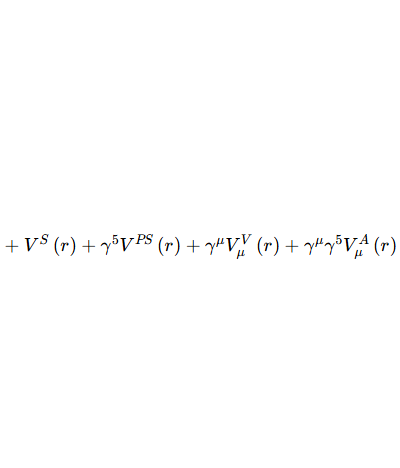 + V^S (r) + γ^5 V^{PS} (r) + γ^μ V_μ^V (r) + γ^μ γ^5 V_μ^A (r)